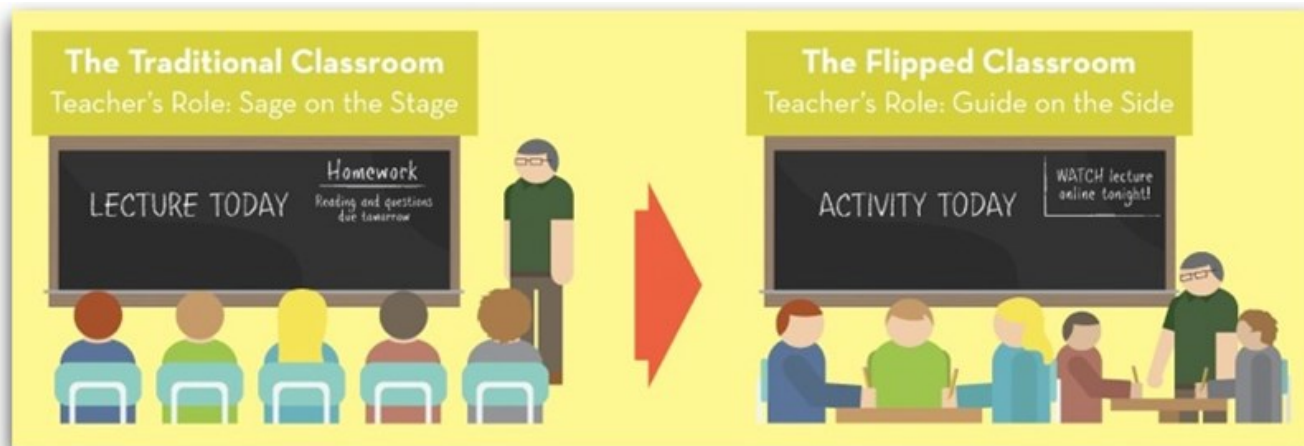 The Traditional Classroom
Teacher's Role: Sage on the Stage
LECTURE TODAY
Homework
Reading and questions
due tomorrow
The Flipped Classroom
Teacher's Role: Guide on the Side
ACTIVITY TODAY
WATCH lecture
online tonight!